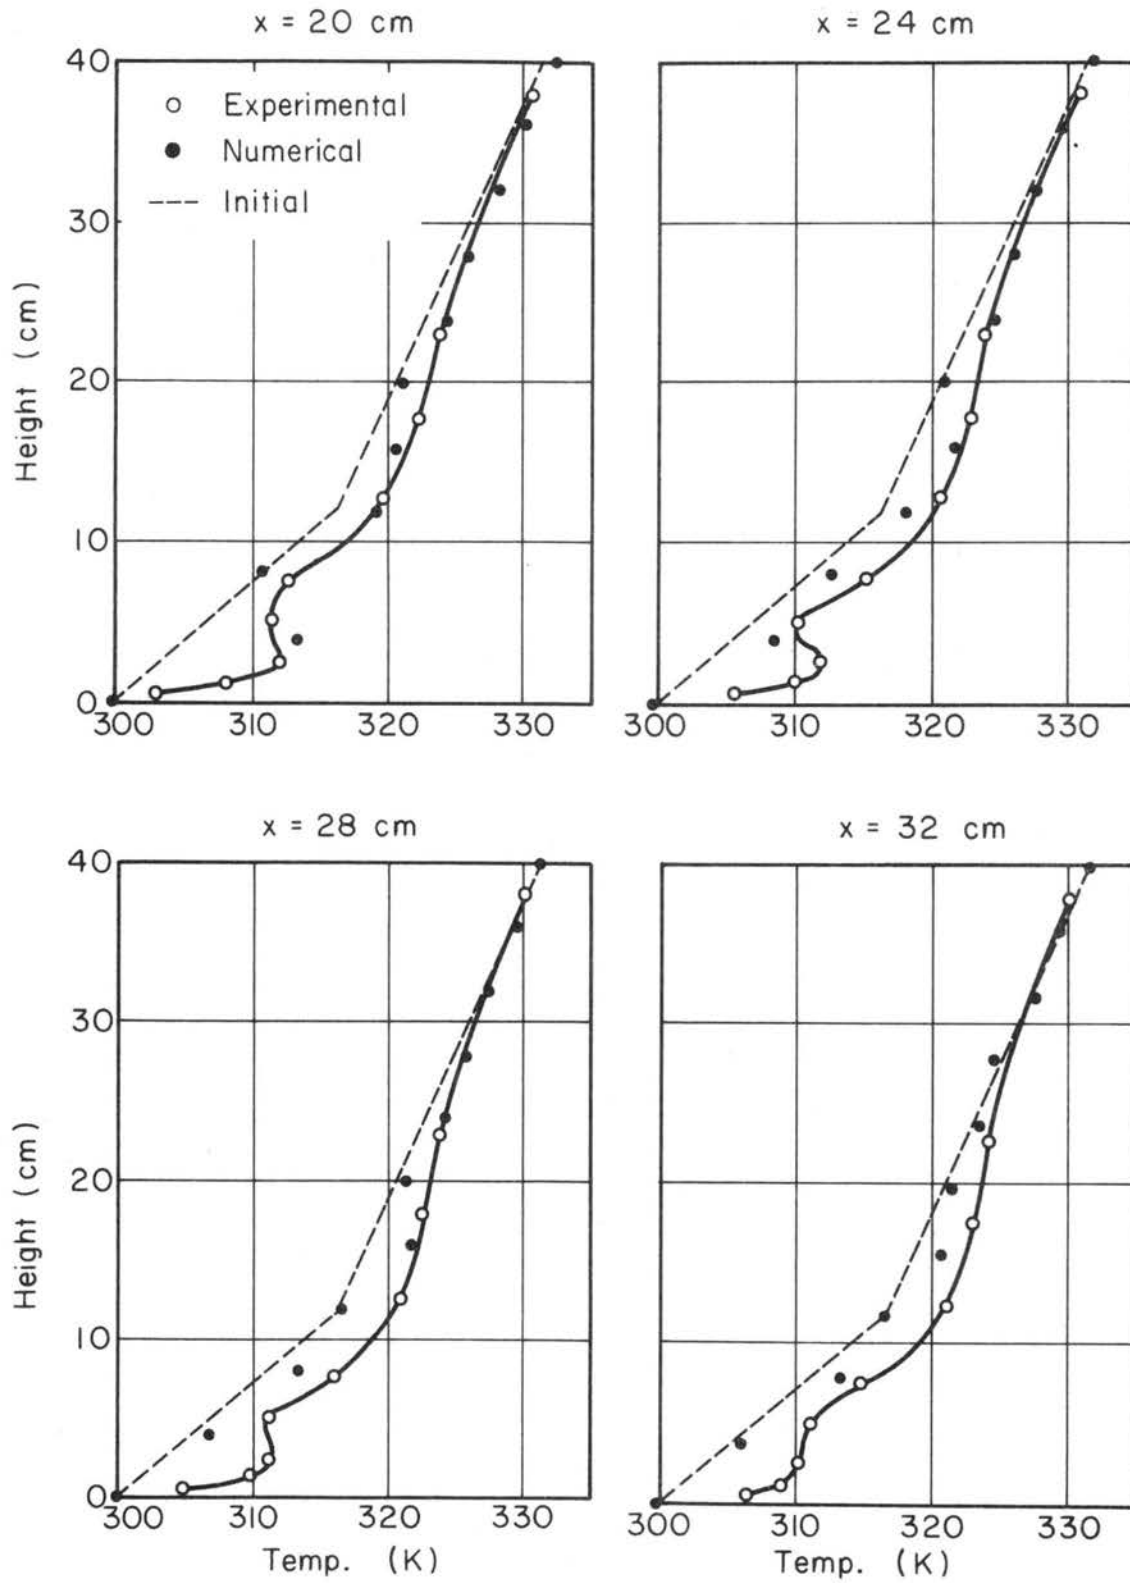 x = 20 cm
x = 24 cm
40
30
20
10
0
Height (cm)
Experimental
Numerical
Initial
300 310 320 330
300 310 320 330
x = 28 cm
x = 32 cm
40
30
20
10
0
Height (cm)
300 310 320 330
300 310 320 330
Temp. (K)
Temp. (K)